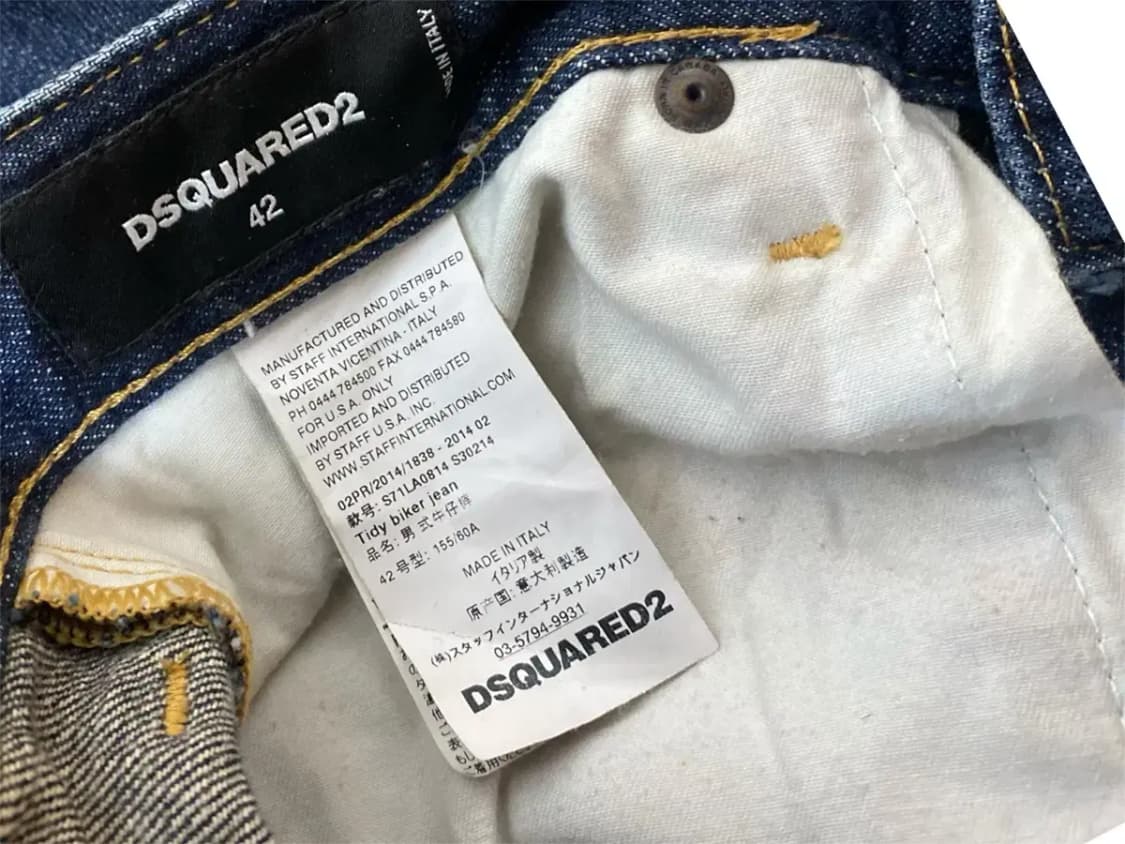 MADE IN ITALY
DSQUARED2
42
MANUFACTURED AND DISTRIBUTED
BY STAFF INTERNATIONAL S.P.A.
NOVENTA VICENTINA - ITALY
PH 0444 784500 FAX 0444 784580
FOR U.S.A. ONLY
IMPORTED AND DISTRIBUTED
BY STAFF U.S.A. INC.
WWW.STAFFINTERNATIONAL.COM
02PR/2014/1838 - 2014 02
款号: S71LA0814 S30214
Tidy biker jean
品名: 男式牛仔裤
42 号型: 155/60A
MADE IN ITALY
イタリア製
原产国: 意大利制造
(株)スタッフインターナショナルジャパン
03-5794-9931
DSQUARED2